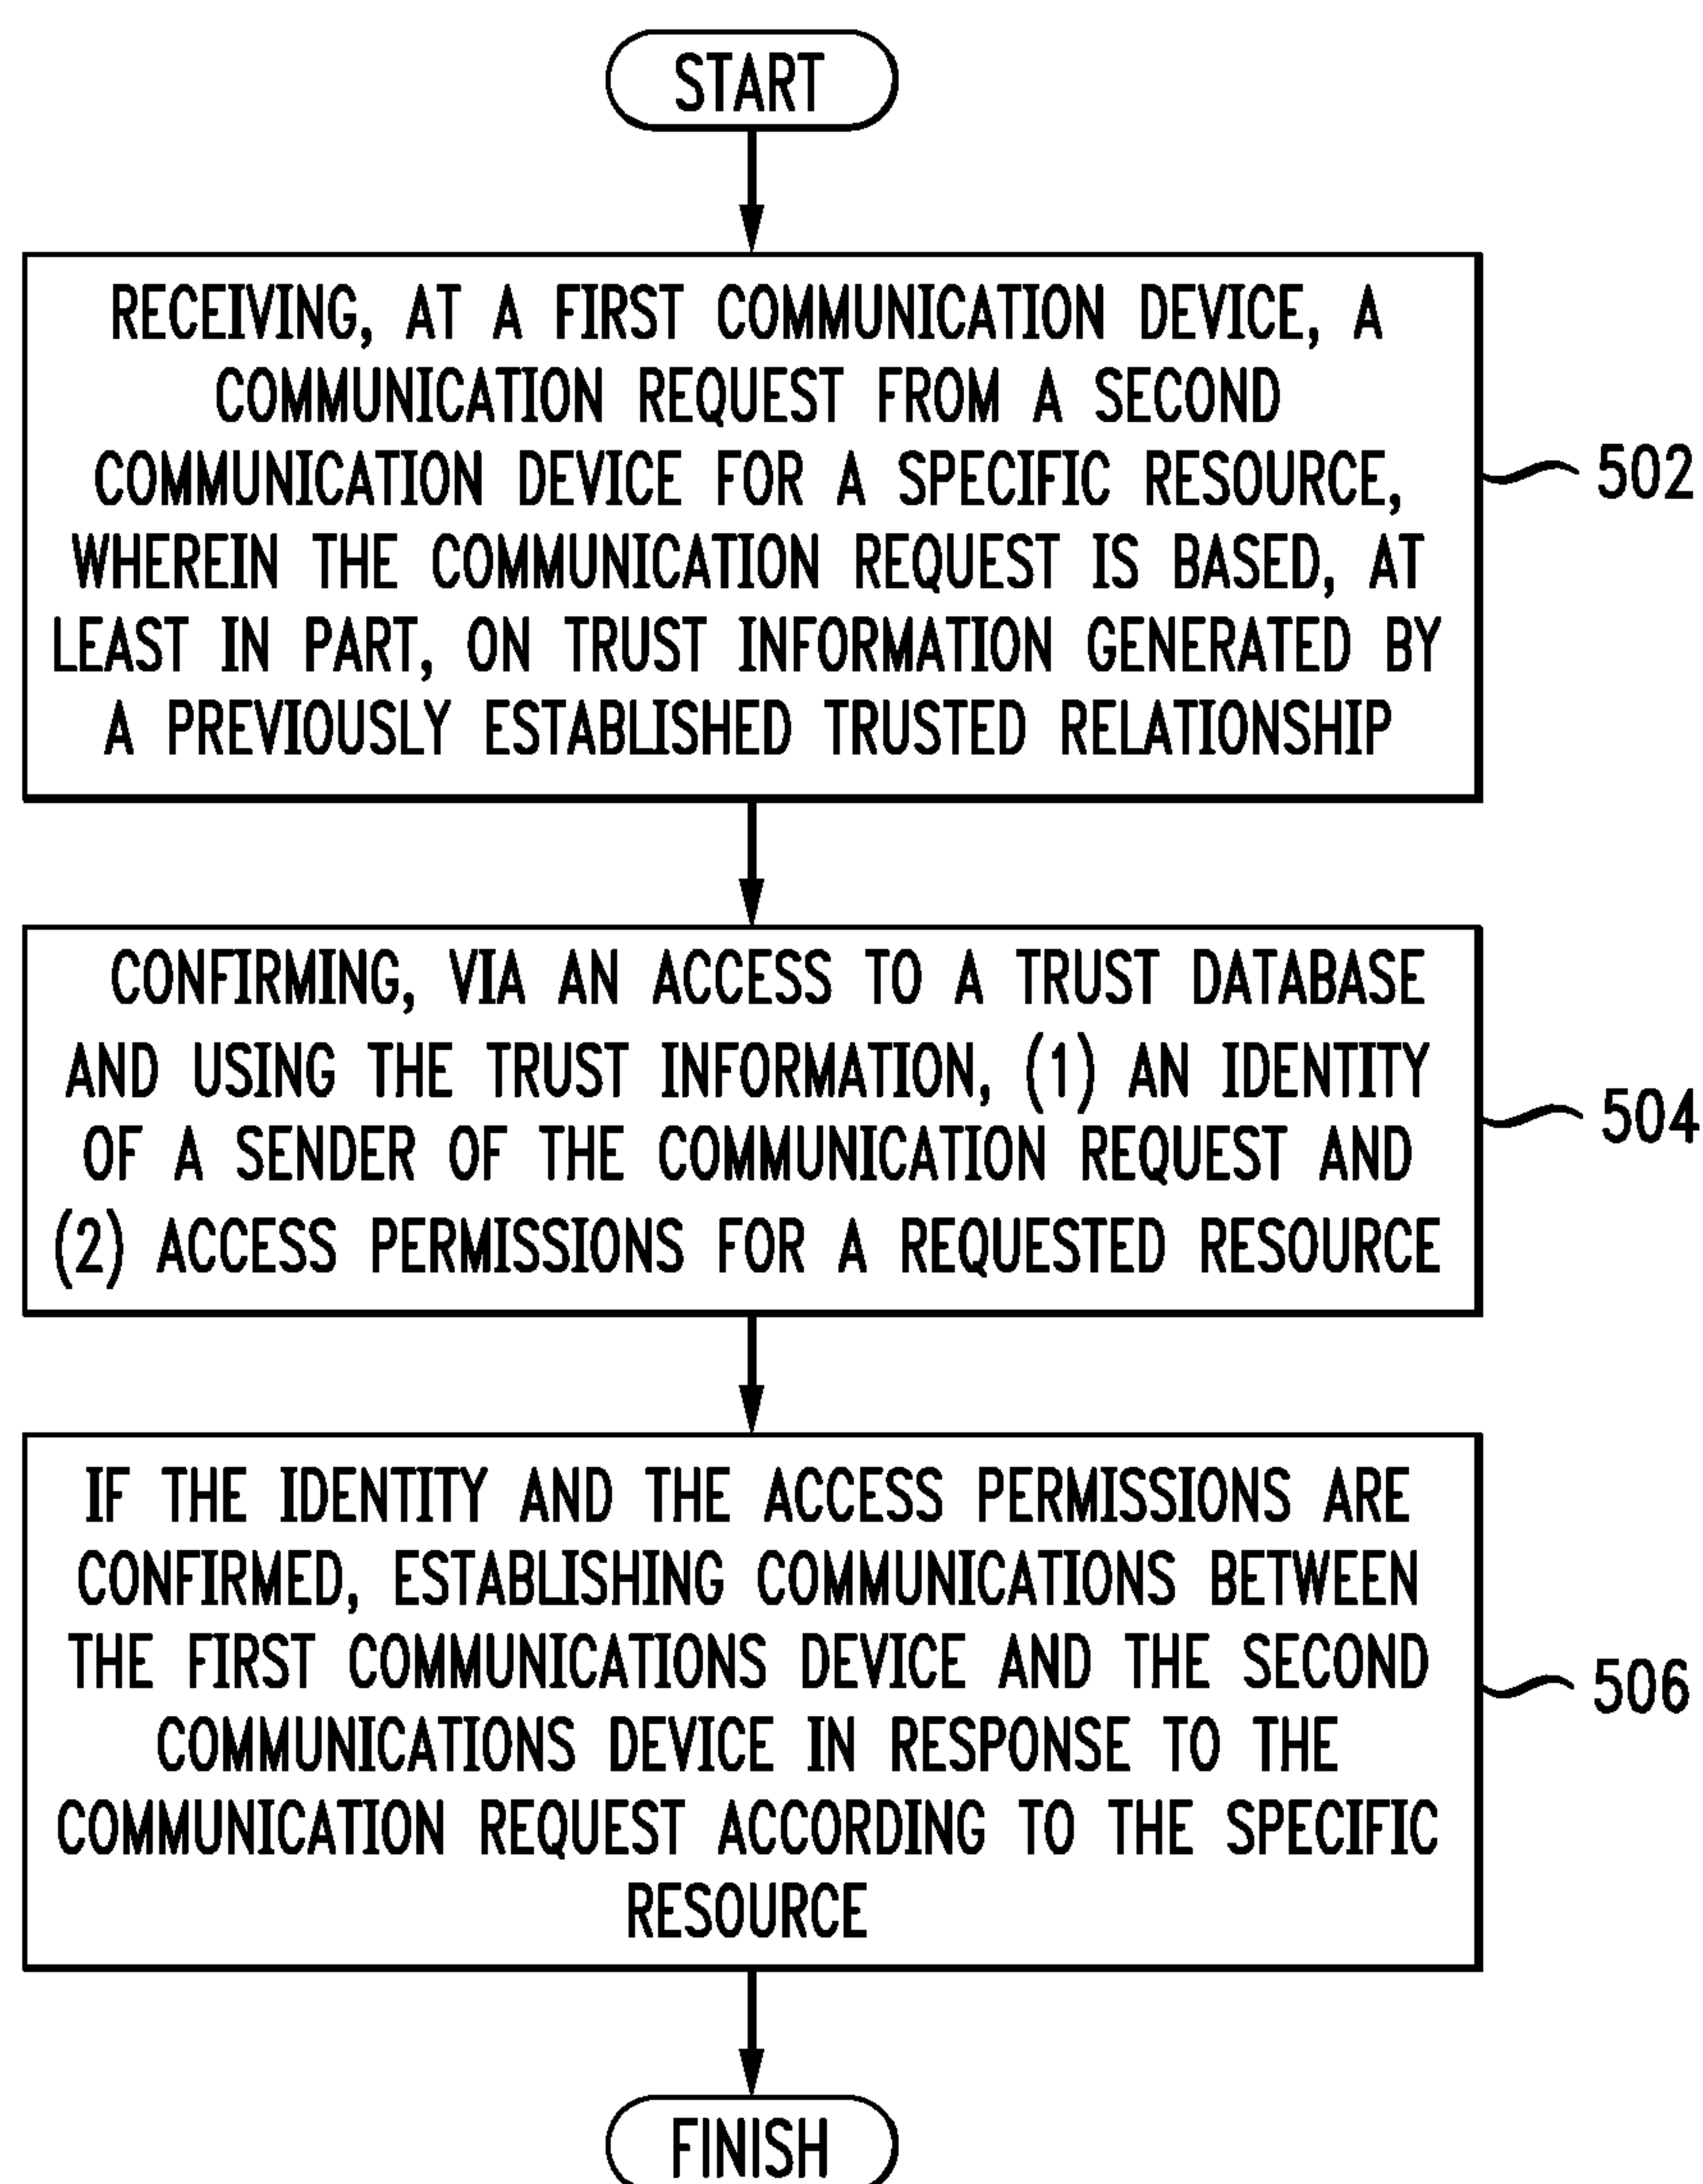 START
RECEIVING, AT A FIRST COMMUNICATION DEVICE, A
COMMUNICATION REQUEST FROM A SECOND
COMMUNICATION DEVICE FOR A SPECIFIC RESOURCE,
WHEREIN THE COMMUNICATION REQUEST IS BASED, AT
LEAST IN PART, ON TRUST INFORMATION GENERATED BY
A PREVIOUSLY ESTABLISHED TRUSTED RELATIONSHIP
502
CONFIRMING, VIA AN ACCESS TO A TRUST DATABASE
AND USING THE TRUST INFORMATION, (1) AN IDENTITY
OF A SENDER OF THE COMMUNICATION REQUEST AND
(2) ACCESS PERMISSIONS FOR A REQUESTED RESOURCE
504
IF THE IDENTITY AND THE ACCESS PERMISSIONS ARE
CONFIRMED, ESTABLISHING COMMUNICATIONS BETWEEN
THE FIRST COMMUNICATIONS DEVICE AND THE SECOND
COMMUNICATIONS DEVICE IN RESPONSE TO THE
COMMUNICATION REQUEST ACCORDING TO THE SPECIFIC
RESOURCE
506
FINISH